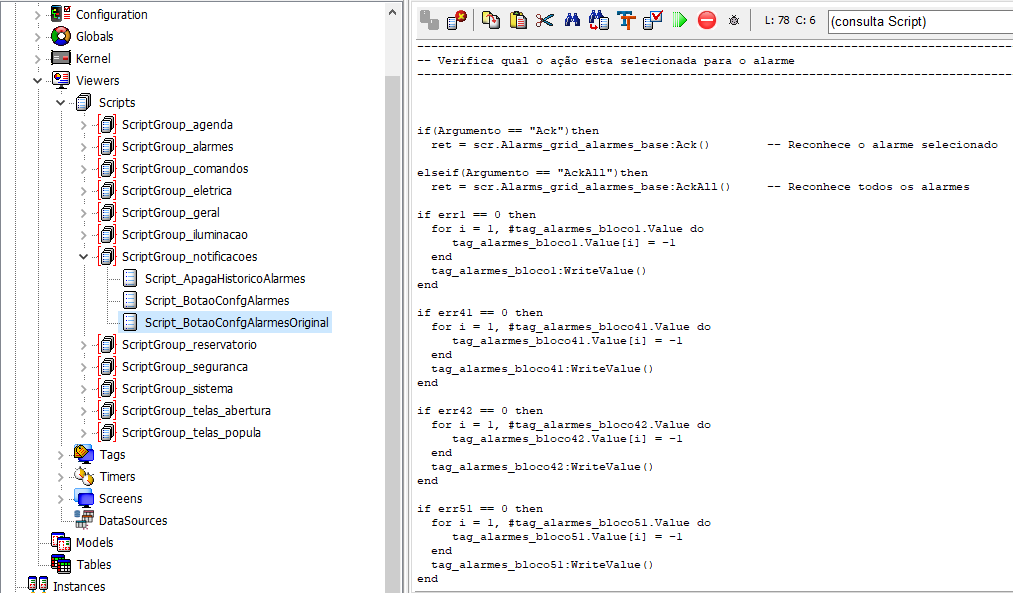 Configuration
Globals
Kernel
Viewers
Scripts
ScriptGroup_agenda
ScriptGroup_alarmes
ScriptGroup_comandos
ScriptGroup_eletrica
ScriptGroup_geral
ScriptGroup_iluminacao
ScriptGroup_notificacoes
Script_ApagaHistoricoAlarmes
Script_BotaoConfgAlarmes
Script_BotaoConfgAlarmesOriginal
ScriptGroup_reservatorio
ScriptGroup_seguranca
ScriptGroup_sistema
ScriptGroup_telas_abertura
ScriptGroup_telas_popula
Tags
Timers
Screens
DataSources
Models
Tables
Instances
L: 78 C: 6 (consulta Script)
-- Verifica qual o ação esta selecionada para o alarme
if(Argumento == "Ack")then
ret = scr.Alarms_grid_alarmes_base:Ack() -- Reconhece o alarme selecionado
elseif(Argumento == "AckAll")then
ret = scr.Alarms_grid_alarmes_base:AckAll() -- Reconhece todos os alarmes
if err1 == 0 then
for i = 1, #tag_alarmes_bloco1.Value do
tag_alarmes_bloco1.Value[i] = -1
end
tag_alarmes_bloco1:WriteValue()
end
if err41 == 0 then
for i = 1, #tag_alarmes_bloco41.Value do
tag_alarmes_bloco41.Value[i] = -1
end
tag_alarmes_bloco41:WriteValue()
end
if err42 == 0 then
for i = 1, #tag_alarmes_bloco42.Value do
tag_alarmes_bloco42.Value[i] = -1
end
tag_alarmes_bloco42:WriteValue()
end
if err51 == 0 then
for i = 1, #tag_alarmes_bloco51.Value do
tag_alarmes_bloco51.Value[i] = -1
end
tag_alarmes_bloco51:WriteValue()
end